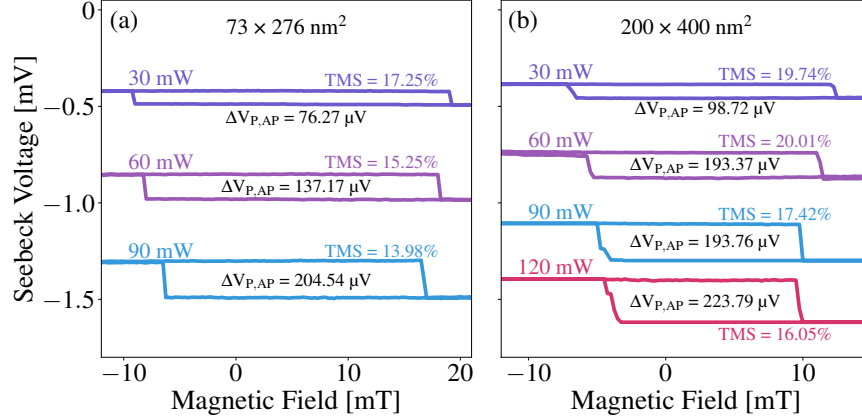 (a)
73 × 276 nm²
30 mW
TMS = 17.25%
ΔV_P,AP = 76.27 μV
60 mW
TMS = 15.25%
ΔV_P,AP = 137.17 μV
90 mW
TMS = 13.98%
ΔV_P,AP = 204.54 μV
0
−0.5
−1.0
−1.5
Seebeck Voltage [mV]
−10 0 10 20
Magnetic Field [mT]
(b)
200 × 400 nm²
30 mW
TMS = 19.74%
ΔV_P,AP = 98.72 μV
60 mW
TMS = 20.01%
ΔV_P,AP = 193.37 μV
90 mW
TMS = 17.42%
ΔV_P,AP = 193.76 μV
120 mW
ΔV_P,AP = 223.79 μV
TMS = 16.05%
−10 0 10
Magnetic Field [mT]